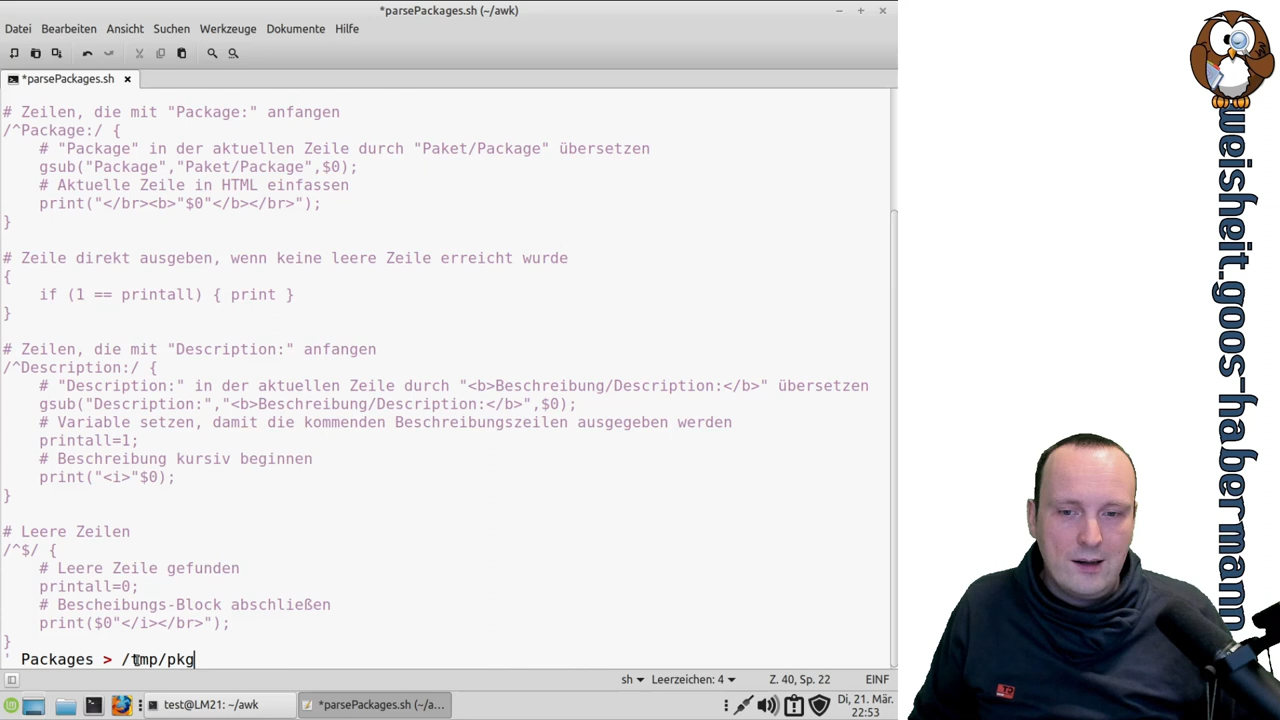 *parsePackages.sh (~/awk)
Datei Bearbeiten Ansicht Suchen Werkzeuge Dokumente Hilfe
*parsePackages.sh
# Zeilen, die mit "Package:" anfangen
/^Package:/ {
    # "Package" in der aktuellen Zeile durch "Paket/Package" übersetzen
    gsub("Package","Paket/Package",$0);
    # Aktuelle Zeile in HTML einfassen
    print("</br><b>"$0"</b></br>");
}
# Zeile direkt ausgeben, wenn keine leere Zeile erreicht wurde
{
    if (1 == printall) { print }
}
# Zeilen, die mit "Description:" anfangen
/^Description:/ {
    # "Description:" in der aktuellen Zeile durch "<b>Beschreibung/Description:</b>" übersetzen
    gsub("Description:","<b>Beschreibung/Description:</b>",$0);
    # Variable setzen, damit die kommenden Beschreibungszeilen ausgegeben werden
    printall=1;
    # Beschreibung kursiv beginnen
    print("<i>"$0);
}
# Leere Zeilen
/^$/ {
    # Leere Zeile gefunden
    printall=0;
    # Bescheibungs-Block abschließen
    print($0"</i></br>");
}
' Packages > /tmp/pkg
sh Leerzeichen: 4 Z. 40, Sp. 22 EINF
test@LM21: ~/awk
*parsePackages.sh (~/a...
Di, 21. Mär.
22:53
weisheit.goos-habermann